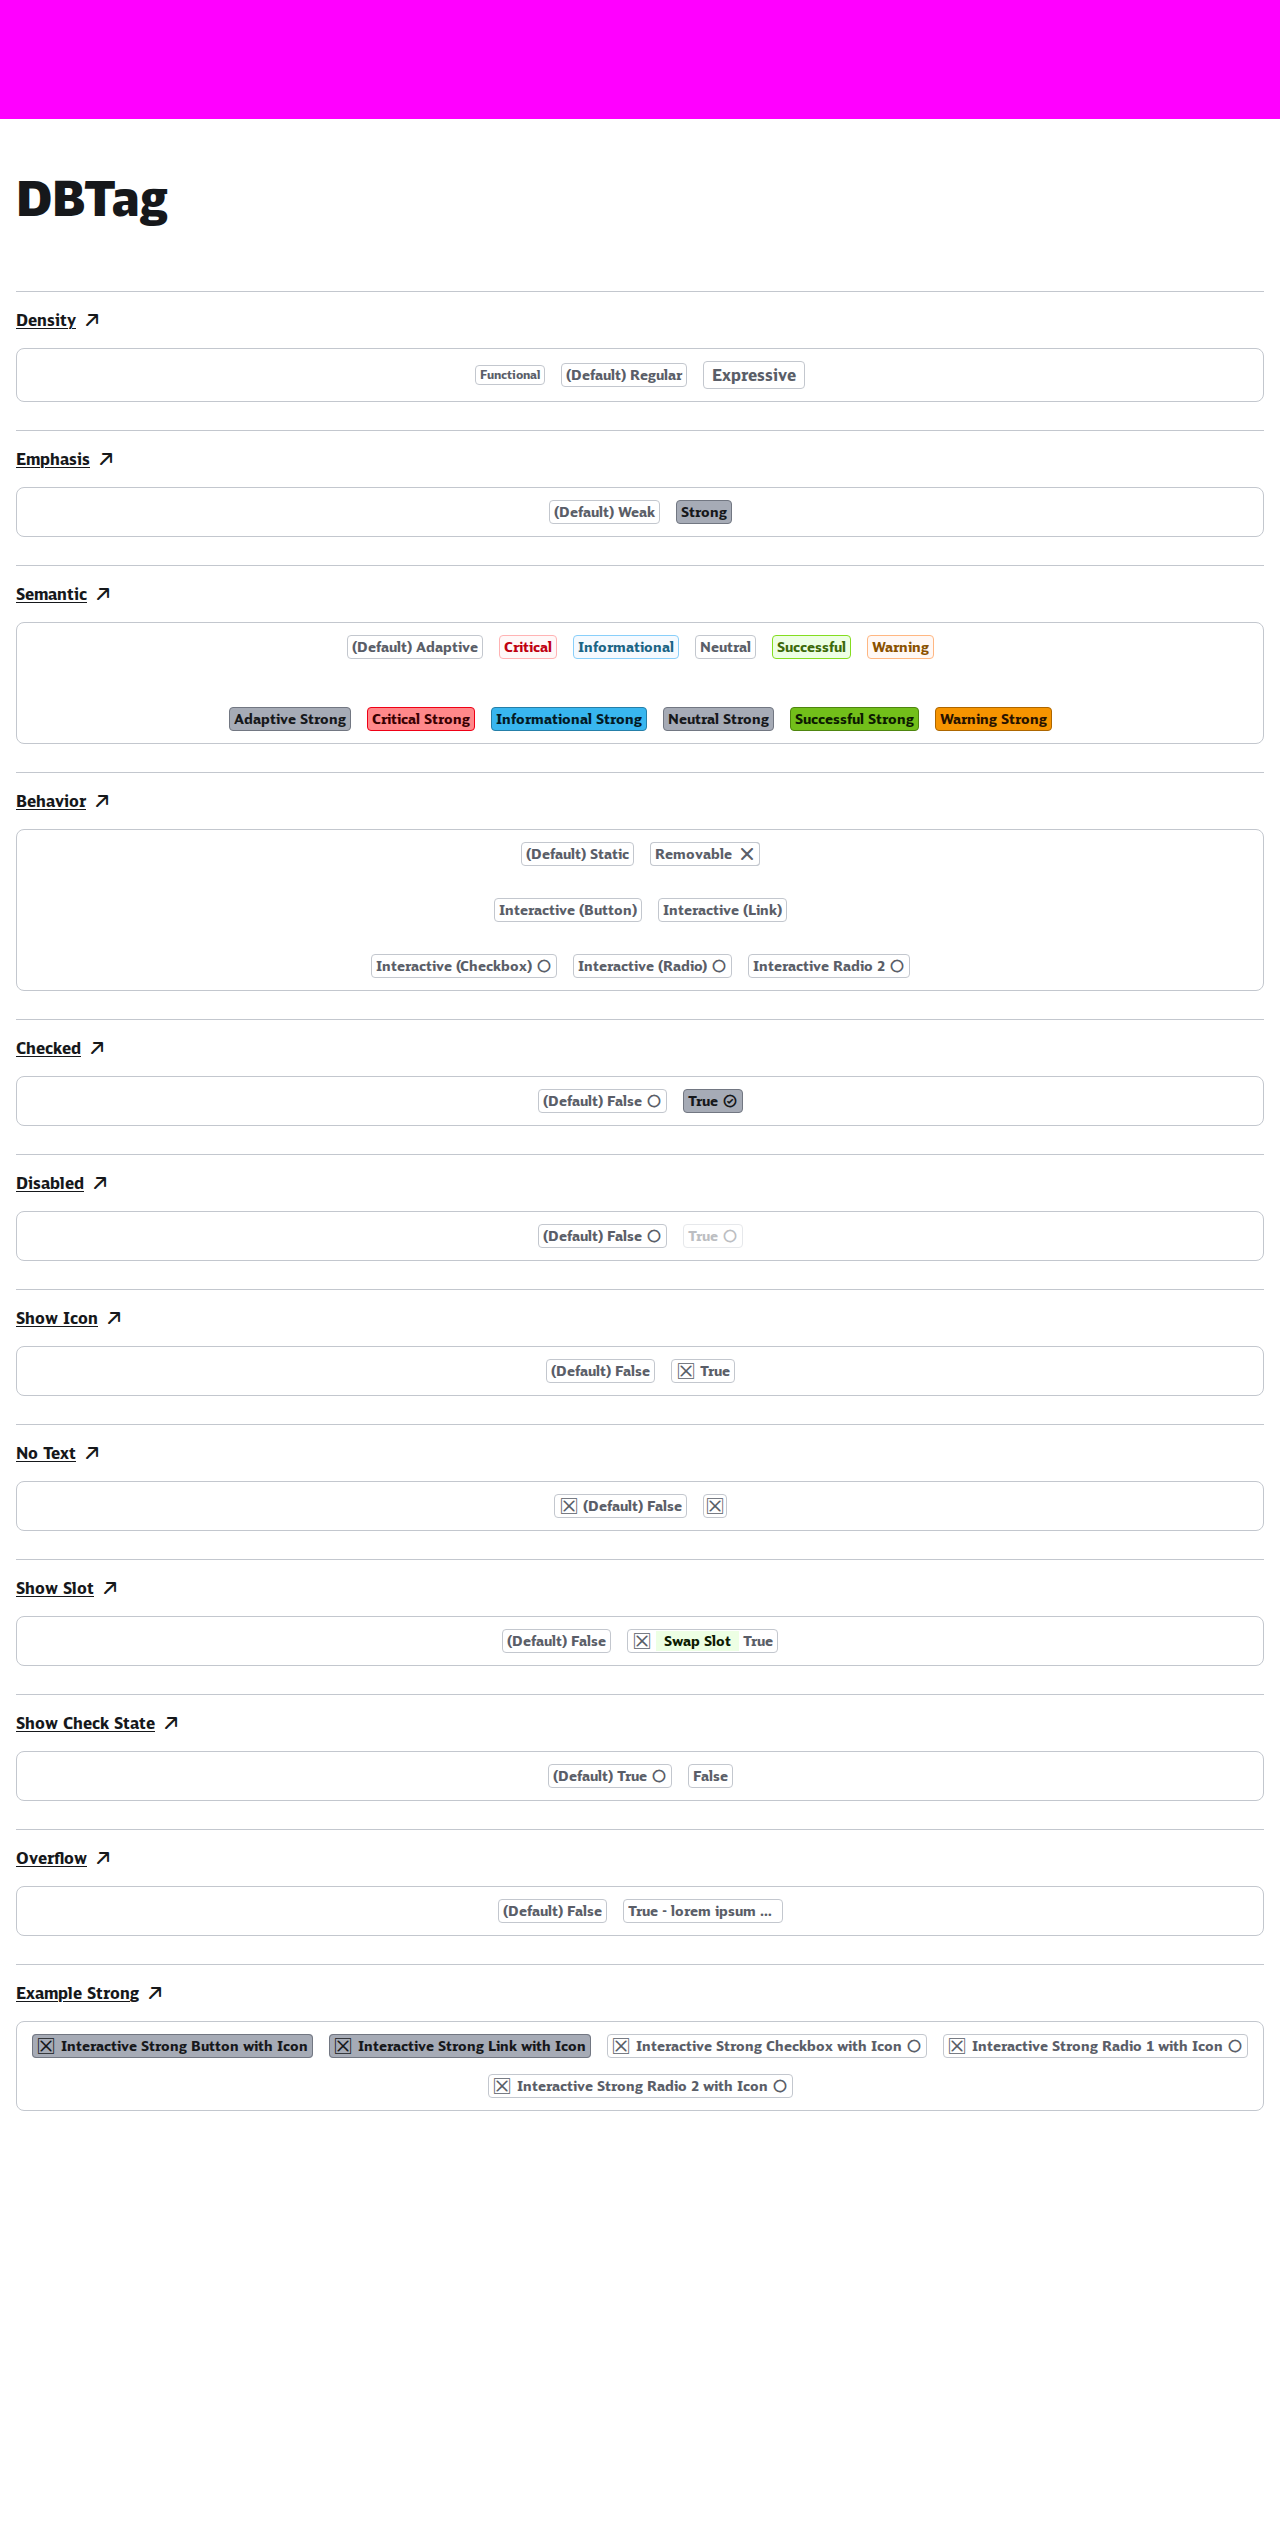 DBTag
Density
Functional (Default) Regular Expressive
Emphasis
(Default) Weak Strong
Semantic
(Default) Adaptive Critical Informational Neutral Successful Warning
Adaptive Strong Critical Strong Informational Strong Neutral Strong Successful Strong Warning Strong
Behavior
(Default) Static Removable
Interactive (Button) Interactive (Link)
Interactive (Checkbox) Interactive (Radio) Interactive Radio 2
Checked
(Default) False True
Disabled
(Default) False True
Show Icon
(Default) False True
No Text
(Default) False
Show Slot
(Default) False Swap Slot True
Show Check State
(Default) True False
Overflow
(Default) False True - lorem ipsum ...
Example Strong
Interactive Strong Button with Icon Interactive Strong Link with Icon Interactive Strong Checkbox with Icon Interactive Strong Radio 1 with Icon
Interactive Strong Radio 2 with Icon